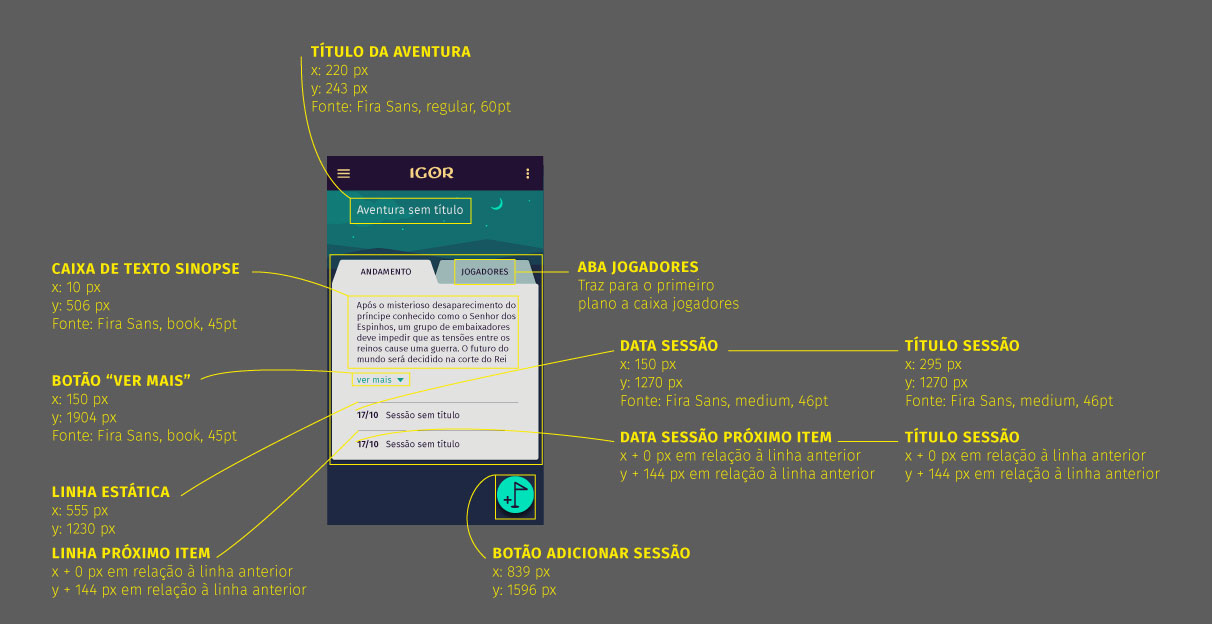 TÍTULO DA AVENTURA
x: 220 px
y: 243 px
Fonte: Fira Sans, regular, 60pt
IGOR
Aventura sem título
CAIXA DE TEXTO SINOPSE
x: 10 px
y: 506 px
Fonte: Fira Sans, book, 45pt
ANDAMENTO
JOGADORES
ABA JOGADORES
Traz para o primeiro
plano a caixa jogadores
Após o misterioso desaparecimento do
príncipe conhecido como o Senhor dos
Espinhos, um grupo de embaixadores
deve impedir que as tensões entre os
reinos cause uma guerra. O futuro do
mundo será decidido na corte do Rei
ver mais
BOTÃO “VER MAIS”
x: 150 px
y: 1904 px
Fonte: Fira Sans, book, 45pt
DATA SESSÃO
x: 150 px
y: 1270 px
Fonte: Fira Sans, medium, 46pt
TÍTULO SESSÃO
x: 295 px
y: 1270 px
Fonte: Fira Sans, medium, 46pt
17/10 Sessão sem título
17/10 Sessão sem título
DATA SESSÃO PRÓXIMO ITEM
x + 0 px em relação à linha anterior
y + 144 px em relação à linha anterior
TÍTULO SESSÃO
x + 0 px em relação à linha anterior
y + 144 px em relação à linha anterior
LINHA ESTÁTICA
x: 555 px
y: 1230 px
LINHA PRÓXIMO ITEM
x + 0 px em relação à linha anterior
y + 144 px em relação à linha anterior
BOTÃO ADICIONAR SESSÃO
x: 839 px
y: 1596 px